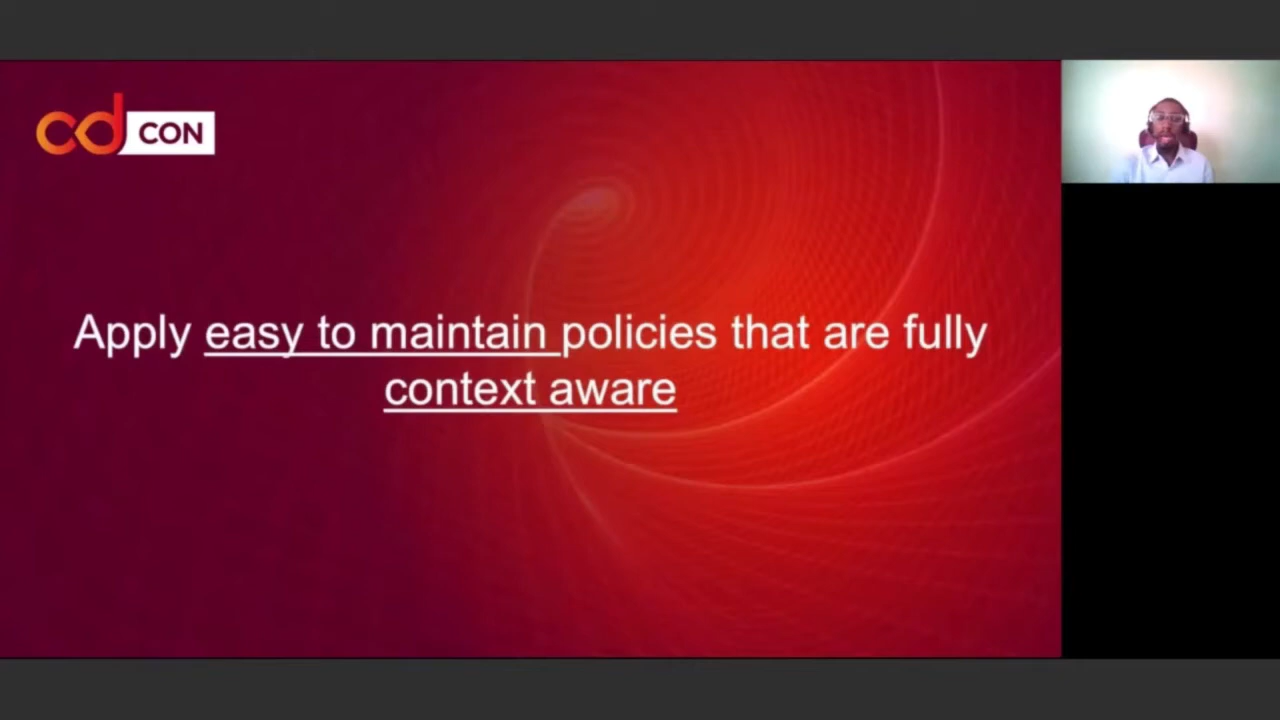 cd CON
Apply easy to maintain policies that are fully
context aware